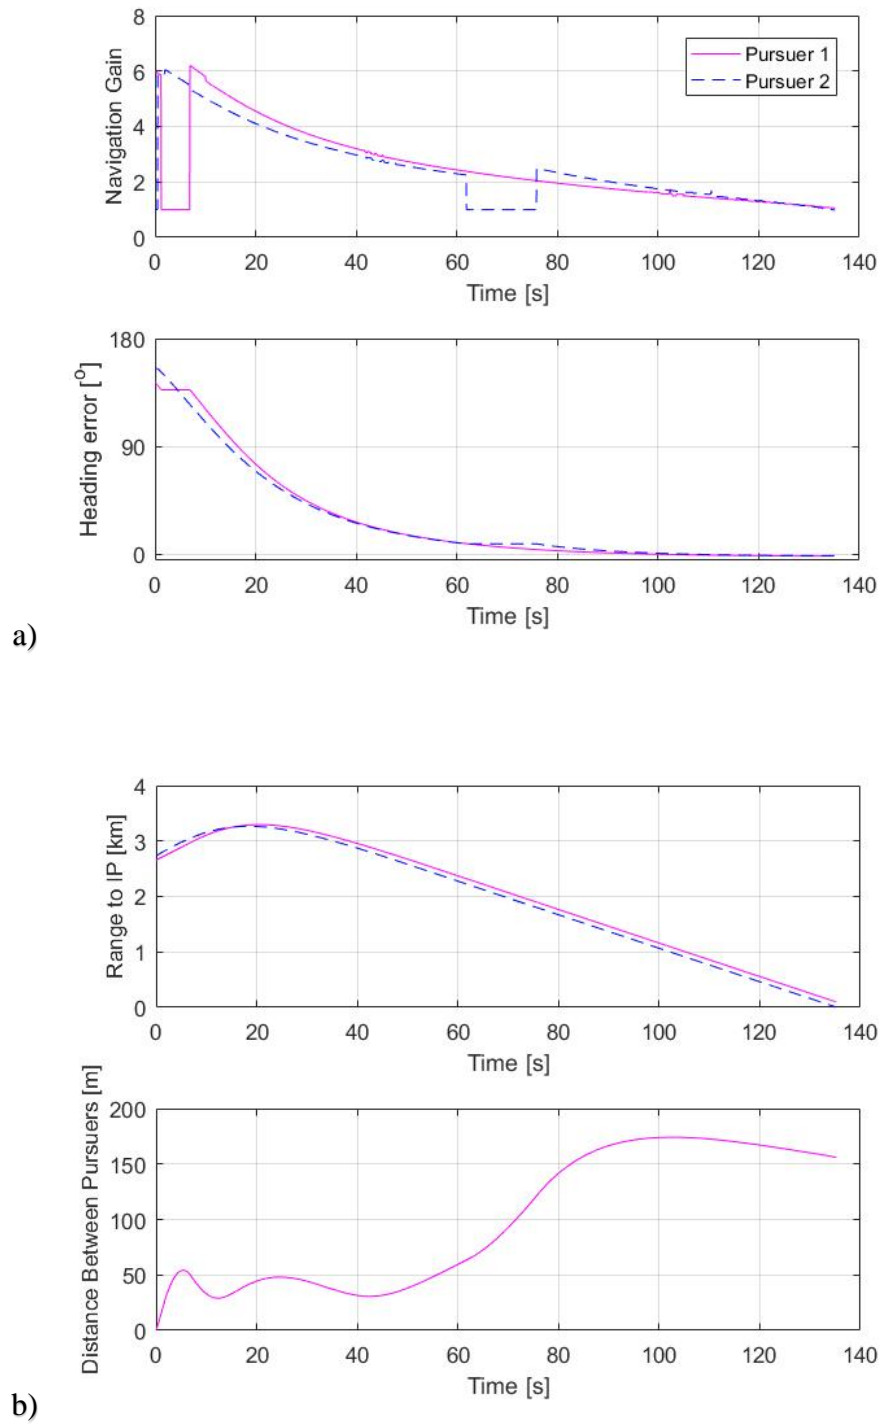 8
6
4
2
0
Navigation Gain
Pursuer 1
Pursuer 2
0 20 40 60 80 100 120 140
Time [s]
180
90
0
Heading error [o]
0 20 40 60 80 100 120 140
Time [s]
a)
4
3
2
1
0
Range to IP [km]
0 20 40 60 80 100 120 140
Time [s]
200
150
100
50
0
Distance Between Pursuers [m]
0 20 40 60 80 100 120 140
Time [s]
b)